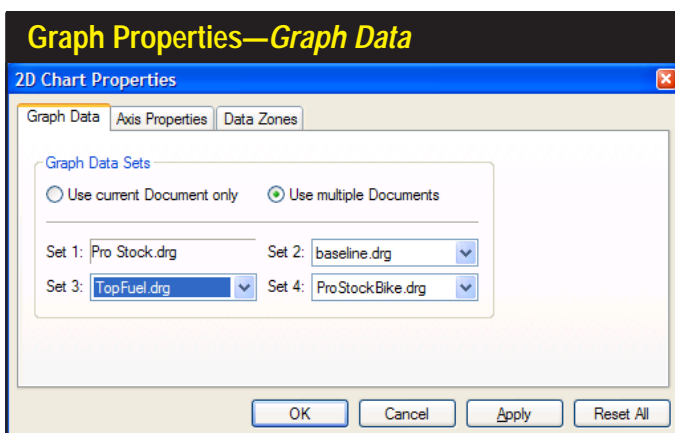 Graph Properties—Graph Data
2D Chart Properties
Graph Data Axis Properties Data Zones
Graph Data Sets
Use current Document only Use multiple Documents
Set 1: Pro Stock.drg Set 2: baseline.drg
Set 3: TopFuel.drg Set 4: ProStockBike.drg
OK Cancel Apply Reset All